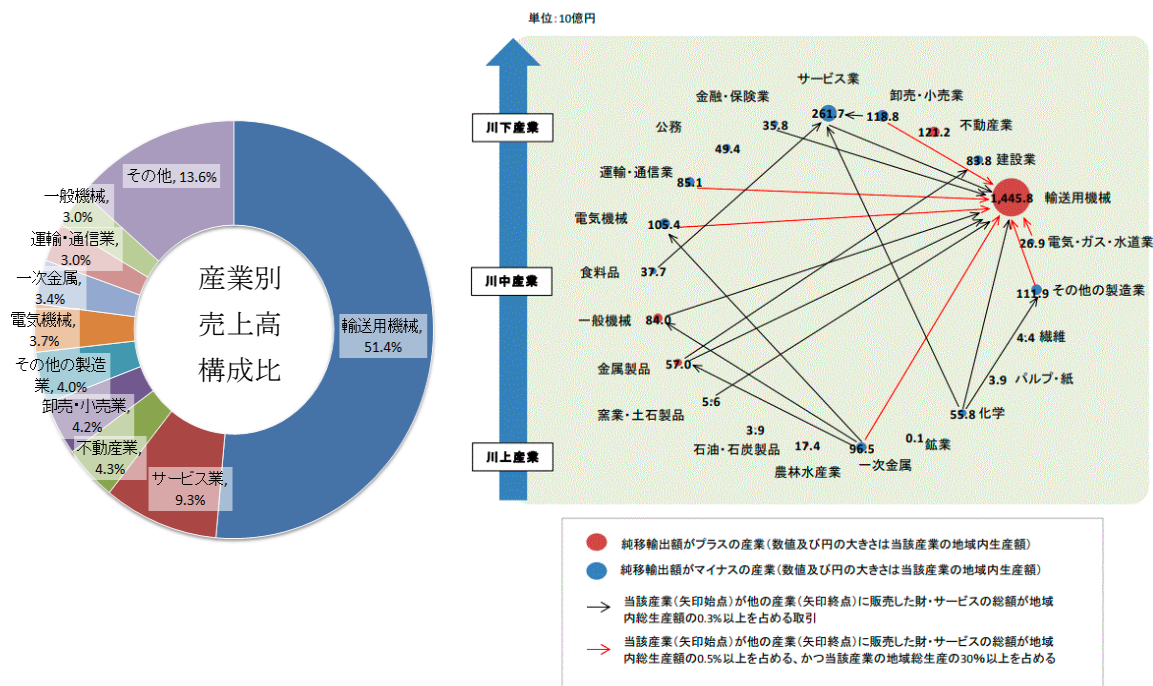 産業別
売上高
構成比
輸送用機械,
51.4%
サービス業,
9.3%
不動産業,
4.3%
卸売・小売業,
4.2%
その他の製造
業, 4.0%
電気機械,
3.7%
一次金属,
3.4%
運輸・通信業,
3.0%
一般機械,
3.0%
その他, 13.6%
単位:10億円
川下産業
川中産業
川上産業
サービス業
261.7
卸売・小売業
118.8
不動産業
121.2
建設業
83.8
輸送用機械
1,445.8
電気・ガス・水道業
26.9
その他の製造業
111.9
繊維
4.4
パルプ・紙
3.9
化学
55.8
鉱業
0.1
一次金属
96.5
農林水産業
17.4
石油・石炭製品
3.9
窯業・土石製品
5.6
金属製品
57.0
一般機械
84.0
食料品
37.7
電気機械
105.4
運輸・通信業
85.1
公務
49.4
金融・保険業
35.8
純移輸出額がプラスの産業(数値及び円の大きさは当該産業の地域内生産額)
純移輸出額がマイナスの産業(数値及び円の大きさは当該産業の地域内生産額)
当該産業(矢印始点)が他の産業(矢印終点)に販売した財・サービスの総額が地域
内総生産額の0.3%以上を占める取引
当該産業(矢印始点)が他の産業(矢印終点)に販売した財・サービスの総額が地域
内総生産額の0.5%以上を占める、かつ当該産業の地域総生産の30%以上を占める